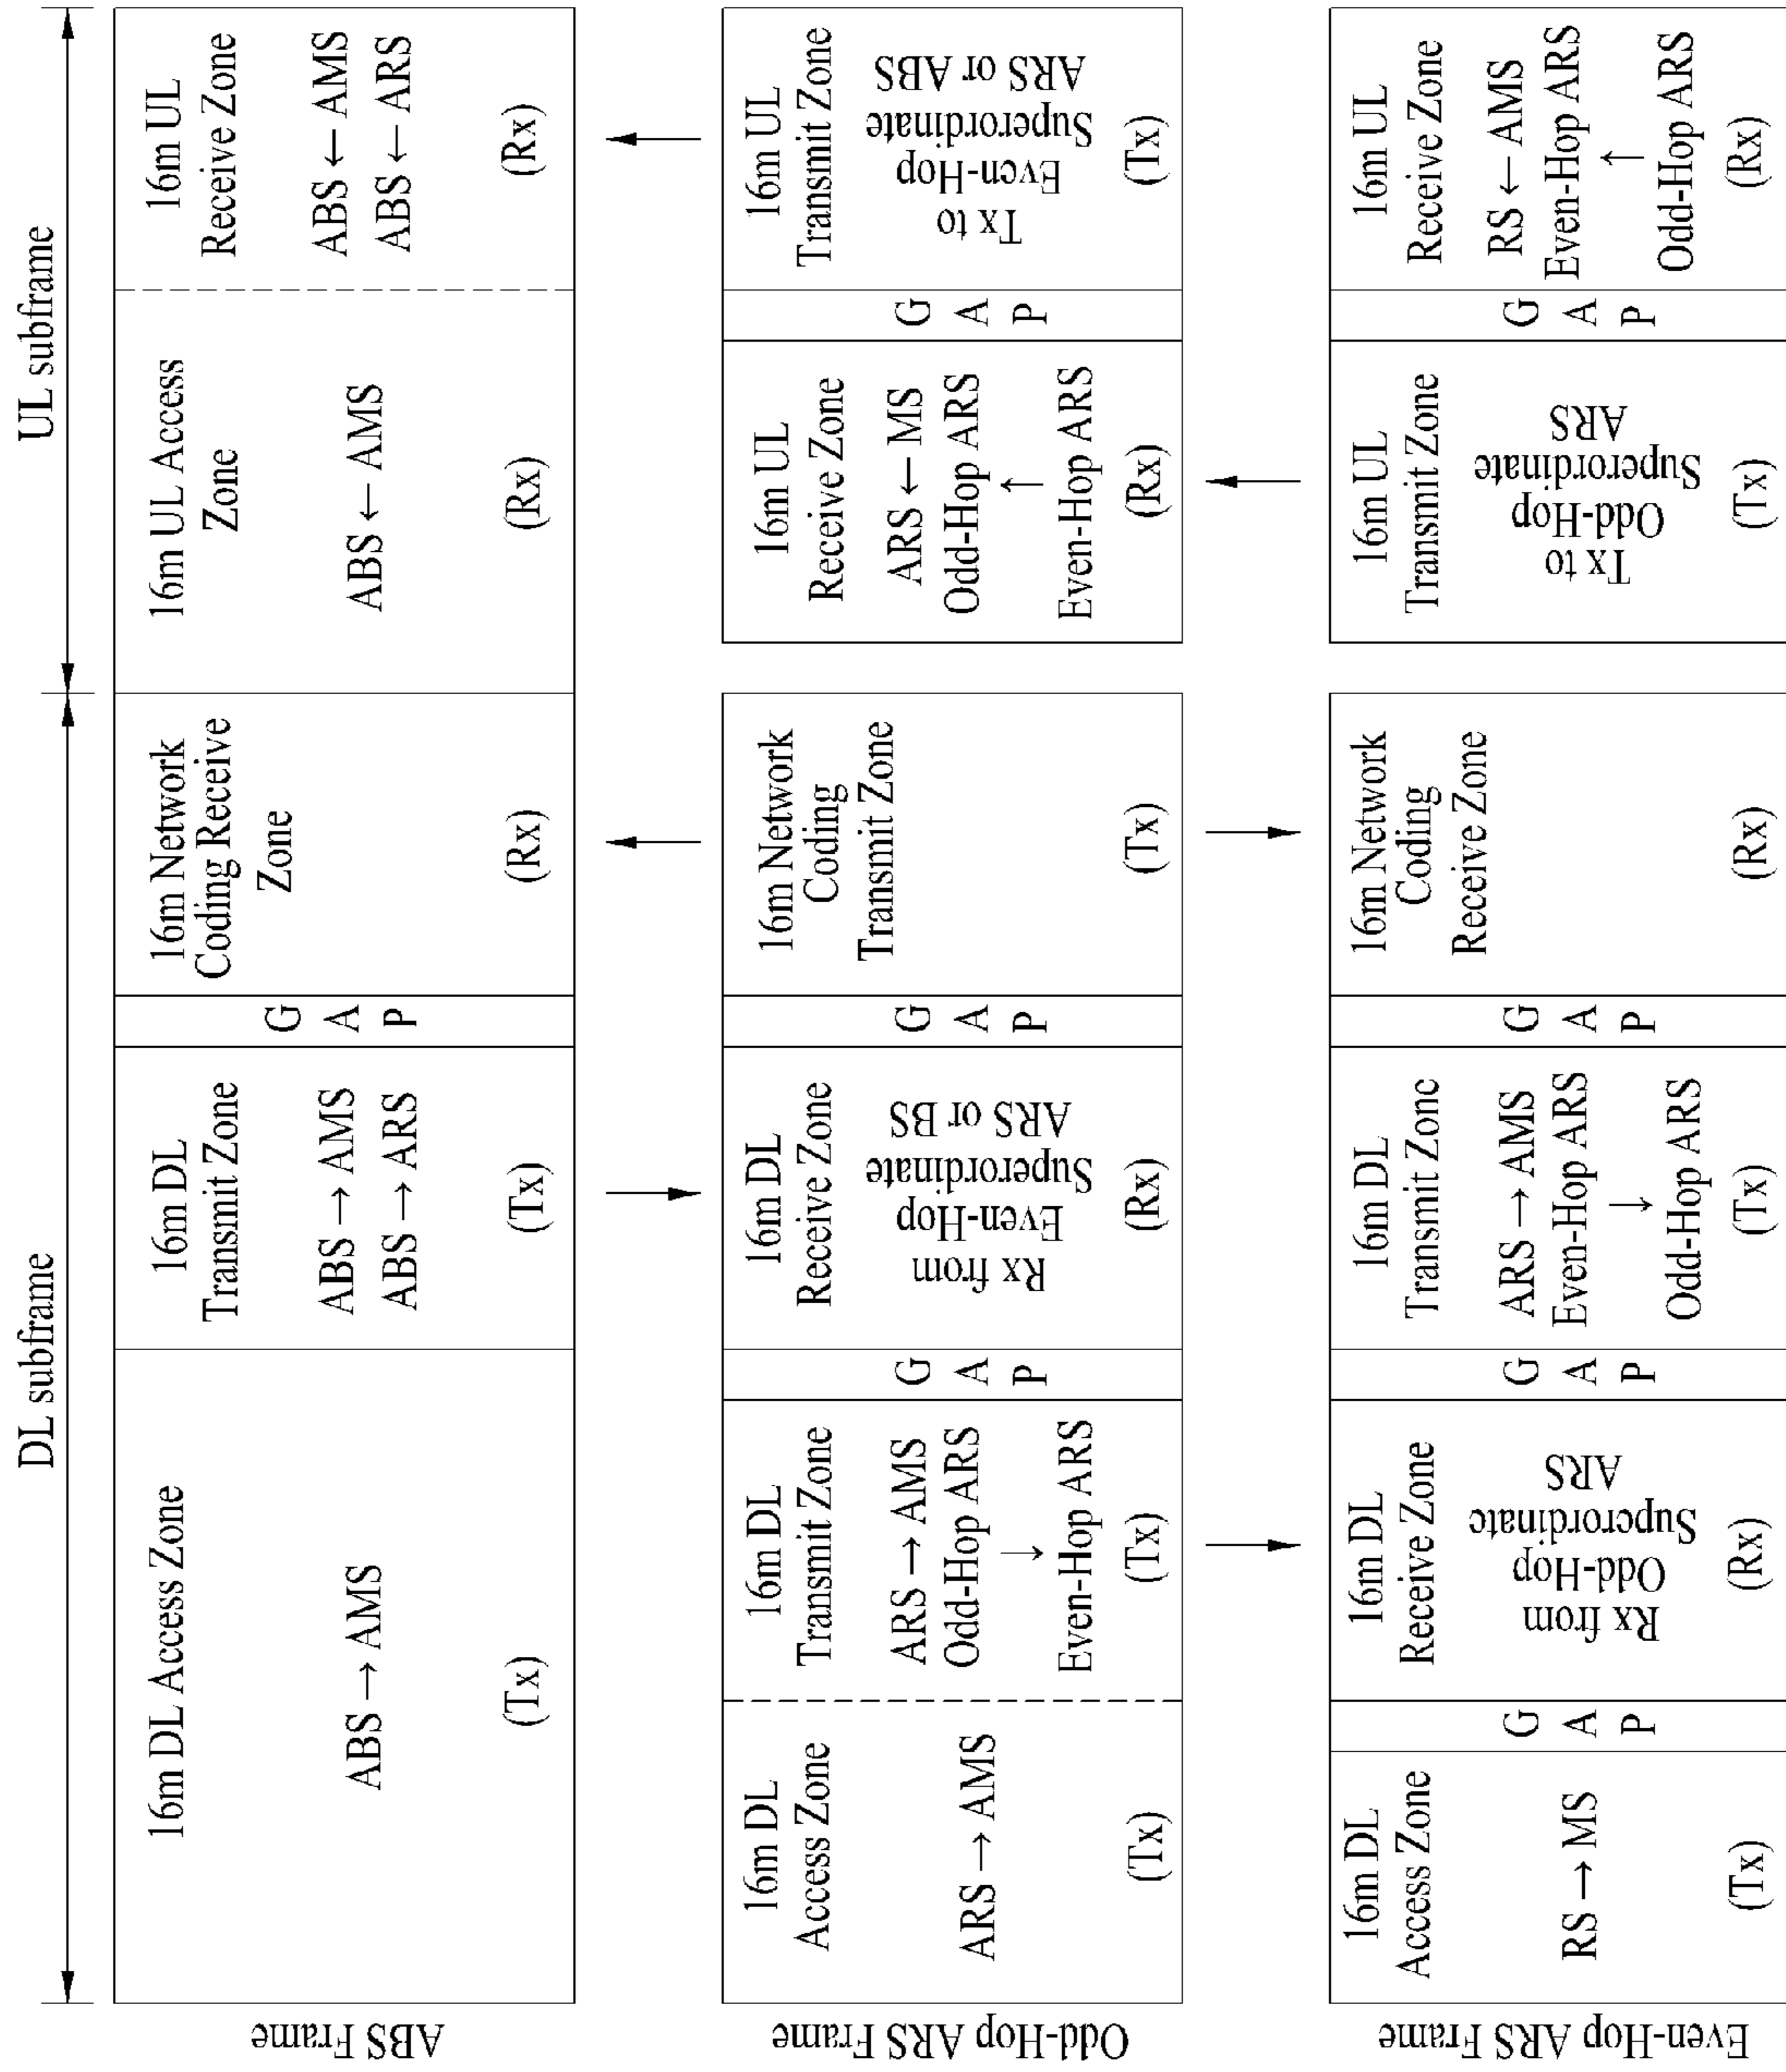 DL subframe
UL subframe
ABS Frame
16m DL Access Zone
ABS → AMS
(Tx)
16m DL
Transmit Zone
ABS → AMS
ABS → ARS
(Tx)
G
A
P
16m Network
Coding Receive
Zone
(Rx)
16m UL Access
Zone
ABS ← AMS
(Rx)
16m UL
Receive Zone
ABS ← AMS
ABS ← ARS
(Rx)
Odd-Hop ARS Frame
16m DL
Access Zone
ARS → AMS
(Tx)
16m DL
Transmit Zone
ARS → AMS
Odd-Hop ARS
↓
Even-Hop ARS
(Tx)
G
A
P
16m DL
Receive Zone
Rx from
Even-Hop
Superordinate
ARS or BS
(Rx)
G
A
P
16m Network
Coding
Transmit Zone
(Tx)
16m UL
Receive Zone
ARS ← MS
Odd-Hop ARS
↑
Even-Hop ARS
(Rx)
G
A
P
16m UL
Transmit Zone
Tx to
Even-Hop
Superordinate
ARS or ABS
(Tx)
Even-Hop ARS Frame
16m DL
Access Zone
RS → MS
(Tx)
G
A
P
16m DL
Receive Zone
Rx from
Odd-Hop
Superordinate
ARS
(Rx)
G
A
P
16m DL
Transmit Zone
ARS → AMS
Even-Hop ARS
↓
Odd-Hop ARS
(Tx)
G
A
P
16m Network
Coding
Receive Zone
(Rx)
16m UL
Transmit Zone
Tx to
Odd-Hop
Superordinate
ARS
(Tx)
G
A
P
16m UL
Receive Zone
RS ← AMS
Even-Hop ARS
↑
Odd-Hop ARS
(Rx)